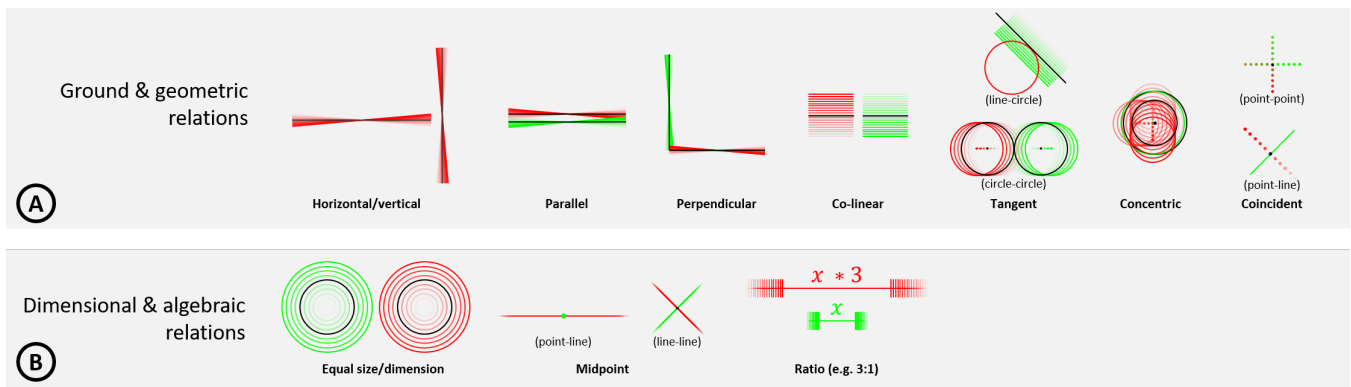 Ground & geometric
relations
A
(line-circle)
(circle-circle)
(point-point)
(point-line)
Horizontal/vertical
Parallel
Perpendicular
Co-linear
Tangent
Concentric
Coincident
Dimensional & algebraic
relations
B
x * 3
x
(point-line)
(line-line)
Equal size/dimension
Midpoint
Ratio (e.g. 3:1)